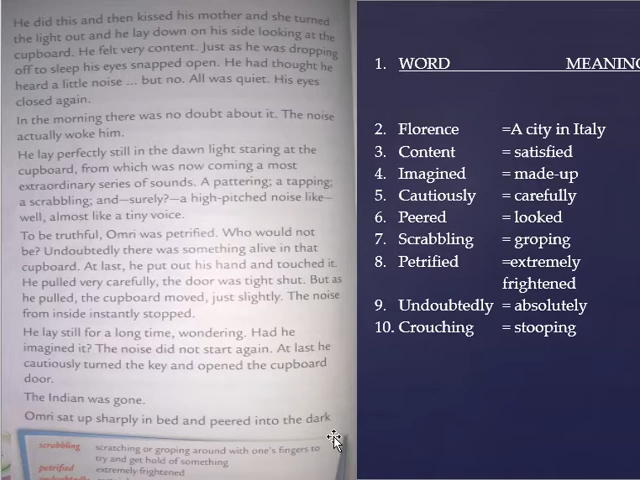 He did this and then kissed his mother and she turned
the light out and he lay down on his side looking at the
cupboard. He felt very content. Just as he was dropping
off to sleep his eyes snapped open. He had thought he
heard a little noise ... but no. All was quiet. His eyes
closed again.
In the morning there was no doubt about it. The noise
actually woke him.
He lay perfectly still in the dawn light staring at the
cupboard, from which was now coming a most
extraordinary series of sounds. A pattering; a tapping;
a scrabbling; and—surely?—a high-pitched noise like—
well, almost like a tiny voice.
To be truthful, Omri was petrified. Who would not
be? Undoubtedly there was something alive in that
cupboard. At last, he put out his hand and touched it.
He pulled very carefully, the door was tight shut. But as
he pulled, the cupboard moved, just slightly. The noise
from inside instantly stopped.
He lay still for a long time, wondering. Had he
imagined it? The noise did not start again. At last he
cautiously turned the key and opened the cupboard
door.
The Indian was gone.
Omri sat up sharply in bed and peered into the dark
scrabbling scratching or groping around with one's fingers to
try and get hold of something
petrified extremely frightened
1. WORD MEANING
2. Florence =A city in Italy
3. Content = satisfied
4. Imagined = made-up
5. Cautiously = carefully
6. Peered = looked
7. Scrabbling = groping
8. Petrified =extremely
frightened
9. Undoubtedly = absolutely
10. Crouching = stooping